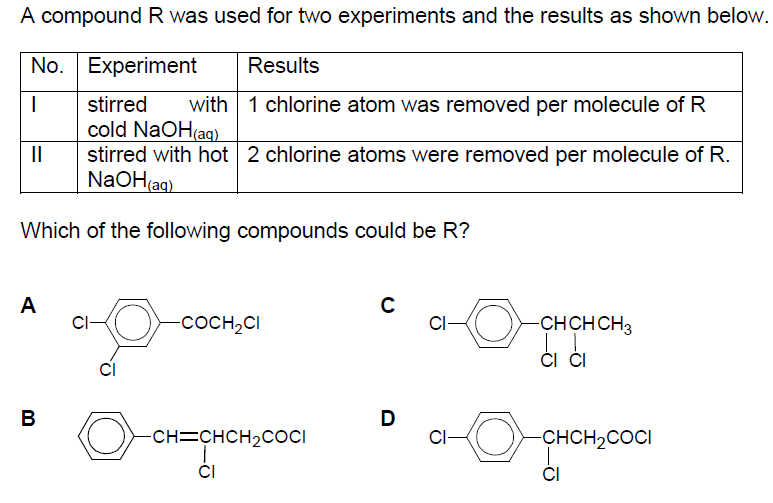 A compound R was used for two experiments and the results as shown below.
No. Experiment Results
I stirred with 1 chlorine atom was removed per molecule of R
cold NaOH(aq)
II stirred with hot 2 chlorine atoms were removed per molecule of R.
NaOH(aq)
Which of the following compounds could be R?
A C
Cl COCH2Cl Cl CHCHCH3
Cl Cl Cl
B D
CH=CHCH2COCl Cl CHCH2COCl
Cl Cl